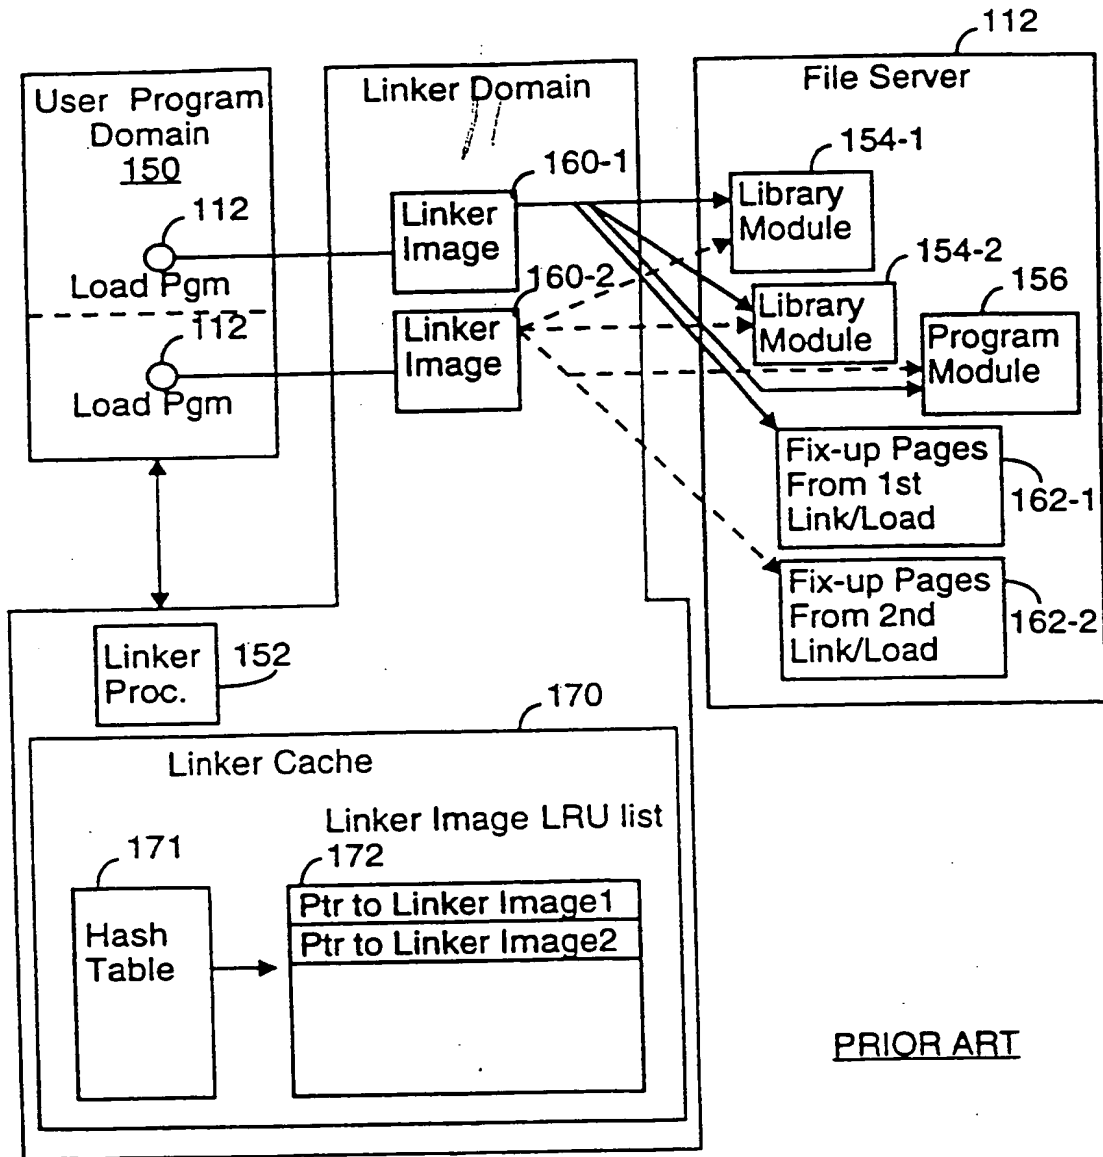 112
User Program
Domain
150
Linker Domain
File Server
112
Load Pgm
112
Load Pgm
160-1
Linker
Image
160-2
Linker
Image
154-1
Library
Module
154-2
Library
Module
156
Program
Module
Fix-up Pages
From 1st
Link/Load
162-1
Fix-up Pages
From 2nd
Link/Load
162-2
Linker
Proc.
152
170
Linker Cache
Linker Image LRU list
171
172
Hash
Table
Ptr to Linker Image1
Ptr to Linker Image2
PRIOR ART